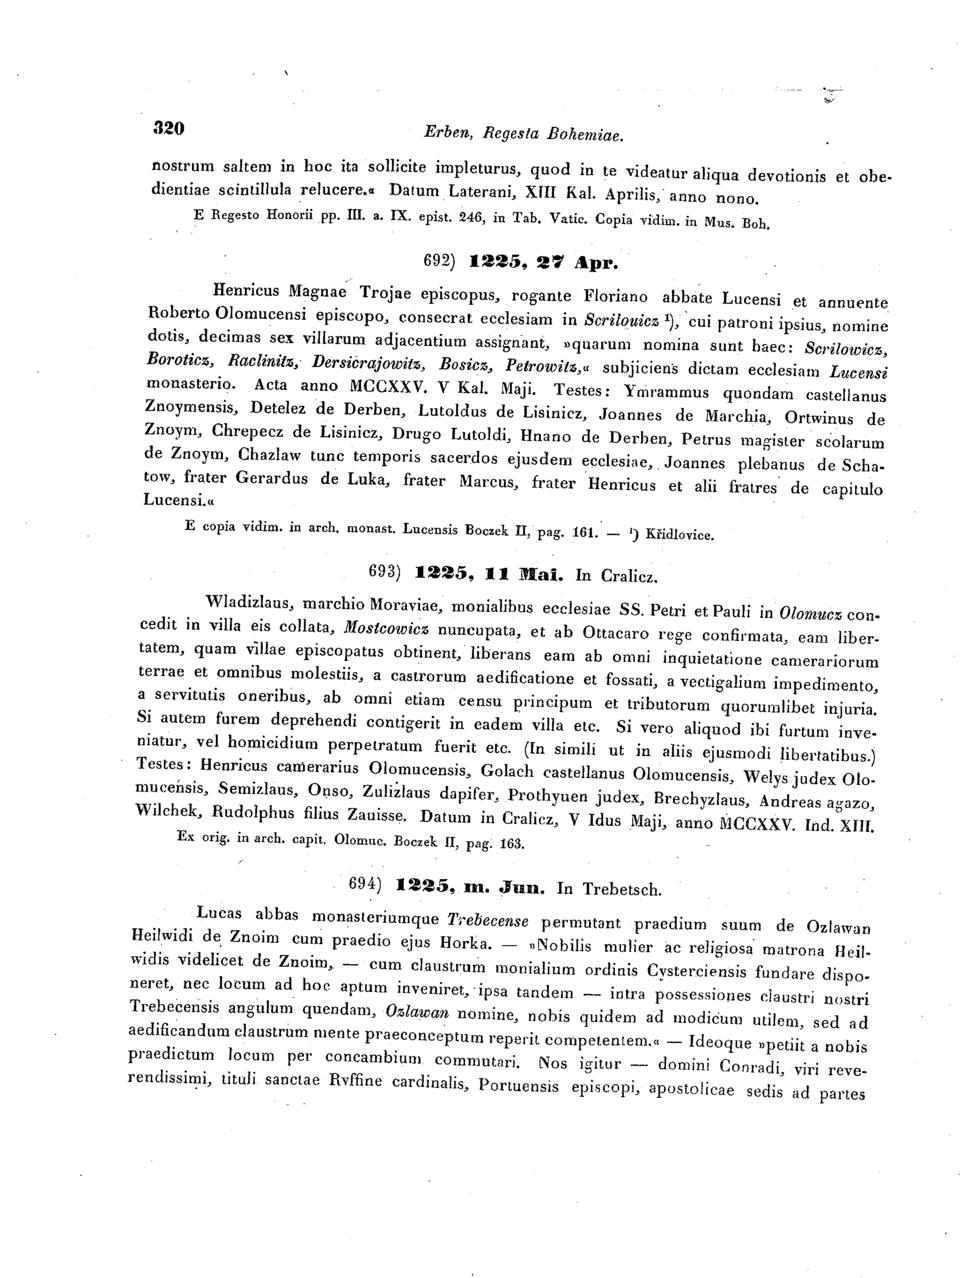 320
Erben, Regesta Bohemiae.
nostrum saltem in hoc ita sollicite impleturus, quod in te videatur aliqua devotionis et obe-
dientiae scintillula relucere.« Datum Laterani, XIII Kal. Aprilis, anno nono.
E Regesto Honorii pp. III. a. IX. epist. 246, in Tab. Vatic. Copia vidim. in Mus. Boh.
692) 1225, 27 Apr.
Henricus Magnae Trojae episcopus, rogante Floriano abbate Lucensi et annuente
Roberto Olomucensi episcopo, consecrat ecclesiam in Scrilouicz ¹), cui patroni ipsius, nomine
dotis, decimas sex villarum adjacentium assignant, »quarum nomina sunt haec: Scrilowicz,
Boroticz, Raclinitz, Dersicrajowitz, Bosicz, Petrowitz,« subjiciens dictam ecclesiam Lucensi
monasterio. Acta anno MCCXXV. V Kal. Maji. Testes: Ymrammus quondam castellanus
Znoymensis, Detelez de Derben, Lutoldus de Lisinicz, Joannes de Marchia, Ortwinus de
Znoym, Chrepecz de Lisinicz, Drugo Lutoldi, Hnano de Derben, Petrus magister scolarum
de Znoym, Chazlaw tunc temporis sacerdos ejusdem ecclesiae, Joannes plebanus de Scha-
tow, frater Gerardus de Luka, frater Marcus, frater Henricus et alii fratres de capitulo
Lucensi.«
E copia vidim. in arch. monast. Lucensis Boczek II, pag. 161. — ¹) Křidlovice.
693) 1225, 11 Mai. In Cralicz.
Wladizlaus, marchio Moraviae, monialibus ecclesiae SS. Petri et Pauli in Olomucz con-
cedit in villa eis collata, Mostcowicz nuncupata, et ab Ottacaro rege confirmata, eam liber-
tatem, quam villae episcopatus obtinent, liberans eam ab omni inquietatione camerariorum
terrae et omnibus molestiis, a castrorum aedificatione et fossati, a vectigalium impedimento,
a servitutis oneribus, ab omni etiam censu principum et tributorum quorumlibet injuria.
Si autem furem deprehendi contigerit in eadem villa etc. Si vero aliquod ibi furtum inve-
niatur, vel homicidium perpetratum fuerit etc. (In simili ut in aliis ejusmodi libertatibus.)
Testes: Henricus camerarius Olomucensis, Golach castellanus Olomucensis, Welys judex Olo-
mucensis, Semizlaus, Onso, Zulizlaus dapifer, Prothyuen judex, Brechyzlaus, Andreas agazo,
Wilchek, Rudolphus filius Zauisse. Datum in Cralicz, V Idus Maji, anno MCCXXV. Ind. XIII.
Ex orig. in arch. capit. Olomuc. Boczek II, pag. 163.
694) 1225, m. Jun. In Trebetsch.
Lucas abbas monasteriumque Trebecense permutant praedium suum de Ozlawan
Heilwidi de Znoim cum praedio ejus Horka. — »Nobilis mulier ac religiosa matrona Heil-
widis videlicet de Znoim, — cum claustrum monialium ordinis Cysterciensis fundare dispo-
neret, nec locum ad hoc aptum inveniret, ipsa tandem — intra possessiones claustri nostri
Trebecensis angulum quendam, Ozlawan nomine, nobis quidem ad modicum utilem, sed ad
aedificandum claustrum mente praeconceptum reperit competentem.« — Ideoque »petiit a nobis
praedictum locum per concambium commutari. Nos igitur — domini Conradi, viri reve-
rendissimi, tituli sanctae Rvffine cardinalis, Portuensis episcopi, apostolicae sedis ad partes